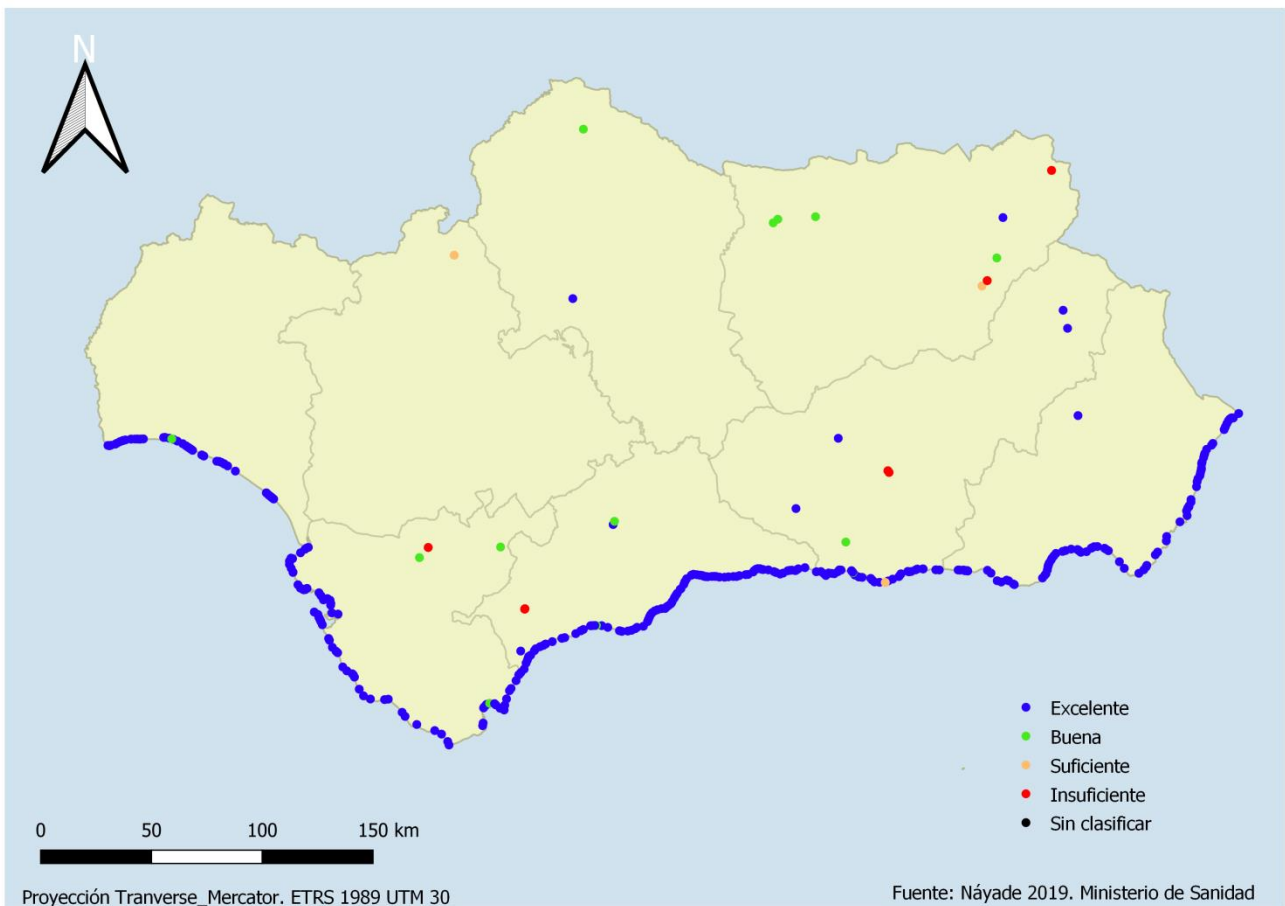 N
Excelente
Buena
Suficiente
Insuficiente
Sin clasificar
0 50 100 150 km
Proyección Tranverse_Mercator. ETRS 1989 UTM 30
Fuente: Náyade 2019. Ministerio de Sanidad